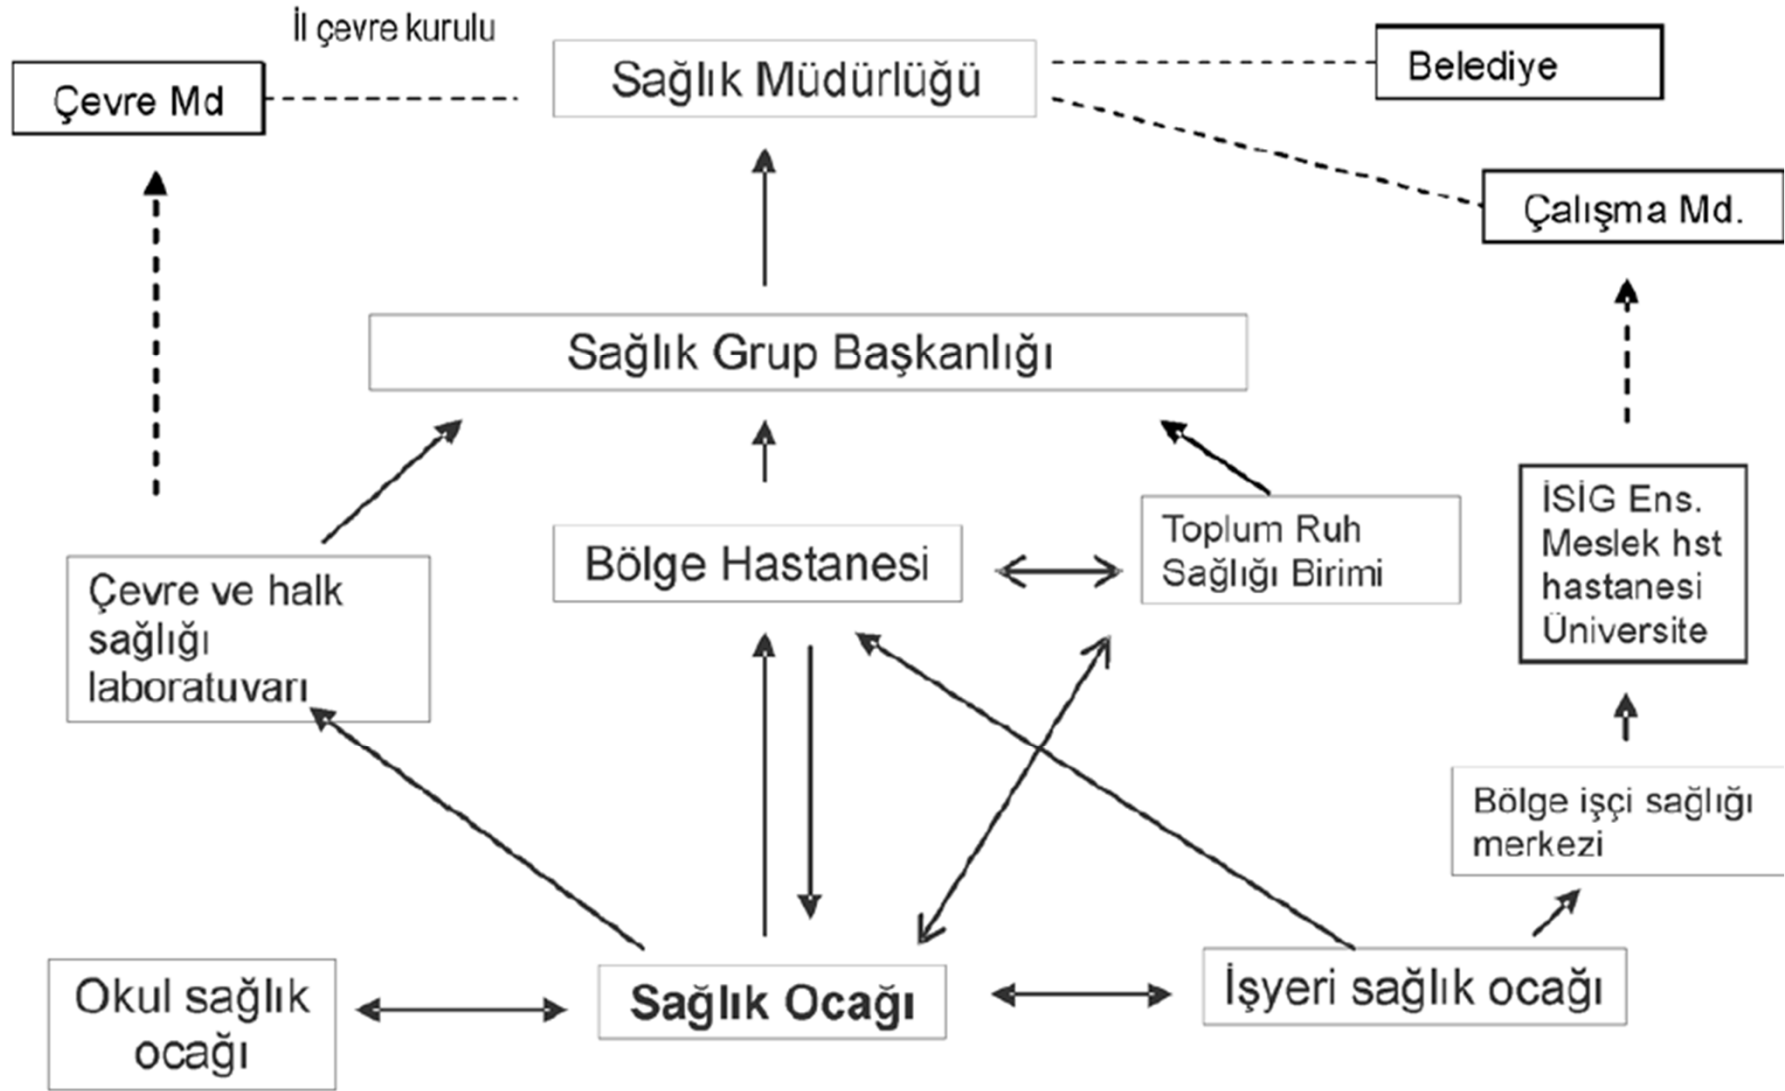 İl çevre kurulu
Sağlık Müdürlüğü
Belediye
Çevre Md
Çalışma Md.
Sağlık Grup Başkanlığı
Bölge Hastanesi
Toplum Ruh
Sağlığı Birimi
İSİG Ens.
Meslek hst
hastanesi
Üniversite
Çevre ve halk
sağlığı
laboratuvarı
Bölge işçi sağlığı
merkezi
Okul sağlık
ocağı
Sağlık Ocağı
İşyeri sağlık ocağı